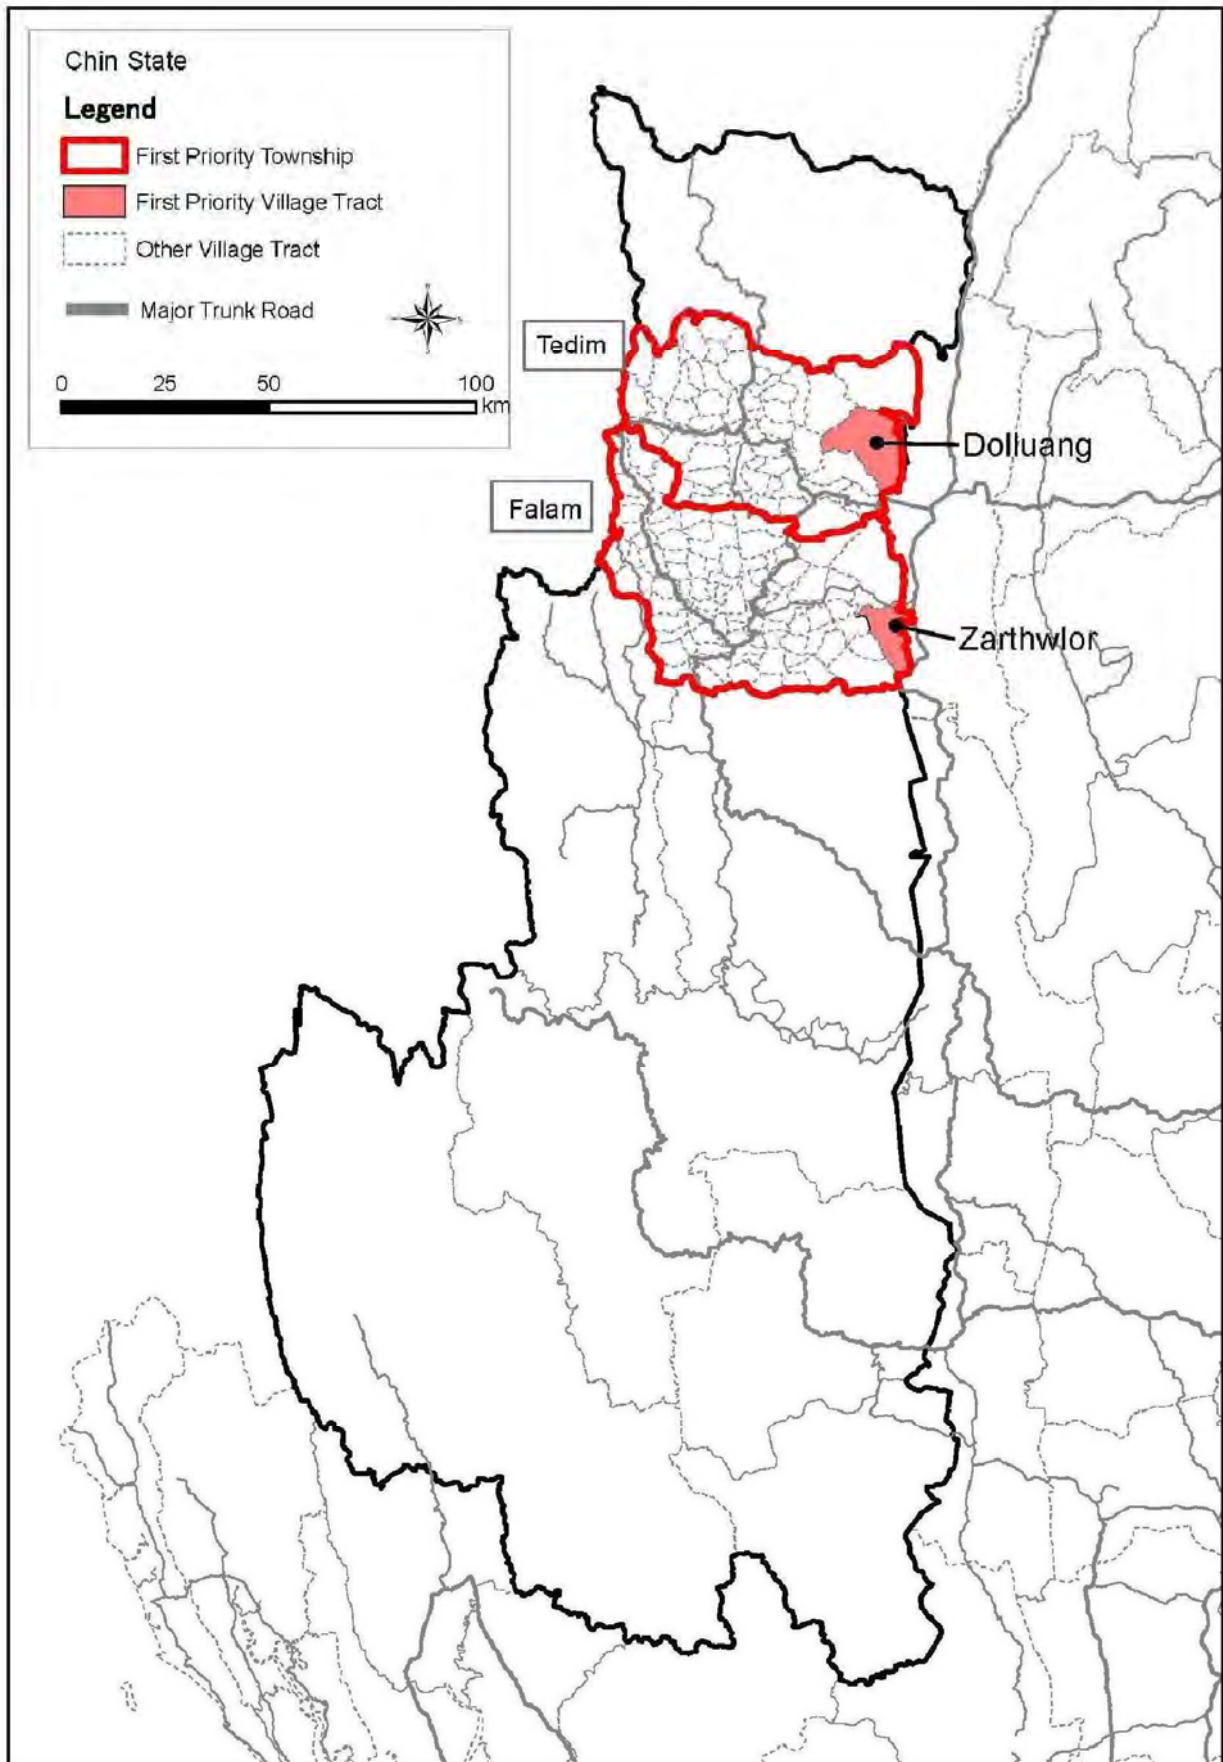 Chin State
Legend
First Priority Township
First Priority Village Tract
Other Village Tract
Major Trunk Road
0 25 50 100
km
Tedim
Dolluang
Falam
Zarthwlor